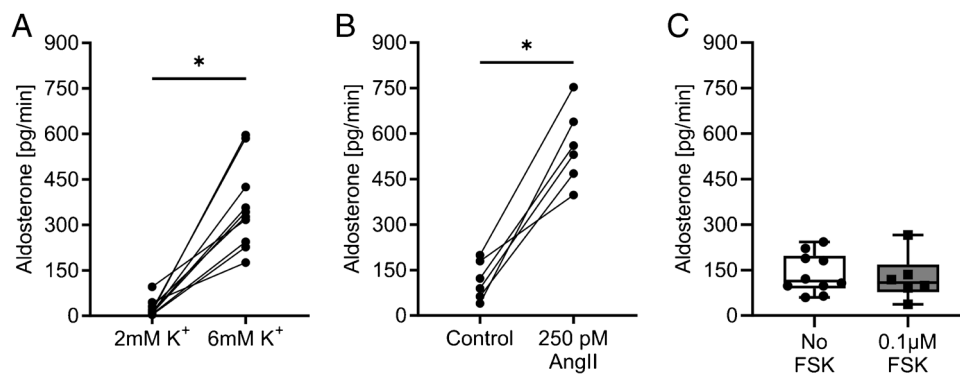 A
Aldosterone [pg/min]
900
750
600
450
300
150
0
*
2mM K⁺
6mM K⁺
B
Aldosterone [pg/min]
900
750
600
450
300
150
0
*
Control
250 pM
AngII
C
Aldosterone [pg/min]
900
750
600
450
300
150
0
No
FSK
0.1µM
FSK